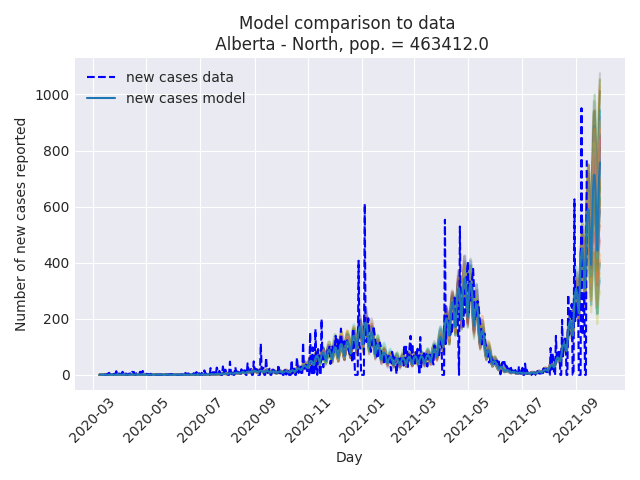 Model comparison to data
Alberta - North, pop. = 463412.0
new cases data
new cases model
Number of new cases reported
1000
800
600
400
200
0
2020-03
2020-05
2020-07
2020-09
2020-11
2021-01
2021-03
2021-05
2021-07
2021-09
Day